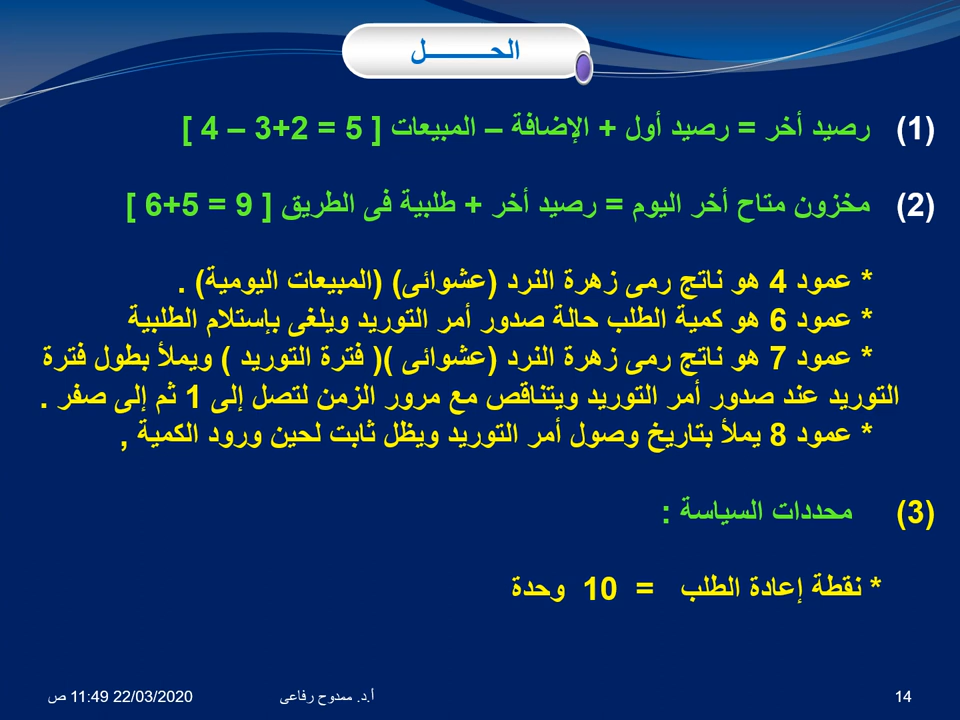 الحـــــــــــل
(1) رصيد أخر = رصيد أول + الإضافة – المبيعات [ 5 = 2+3 – 4 ]
(2) مخزون متاح أخر اليوم = رصيد أخر + طلبية فى الطريق [ 9 = 5+6 ]
* عمود 4 هو ناتج رمى زهرة النرد (عشوائى) (المبيعات اليومية) .
* عمود 6 هو كمية الطلب حالة صدور أمر التوريد ويلغى بإستلام الطلبية
* عمود 7 هو ناتج رمى زهرة النرد (عشوائى )( فترة التوريد ) ويملأ بطول فترة
التوريد عند صدور أمر التوريد ويتناقص مع مرور الزمن لتصل إلى 1 ثم إلى صفر .
* عمود 8 يملأ بتاريخ وصول أمر التوريد ويظل ثابت لحين ورود الكمية ,
(3) محددات السياسة :
* نقطة إعادة الطلب = 10 وحدة
22/03/2020 11:49 ص
أ.د. ممدوح رفاعى
14